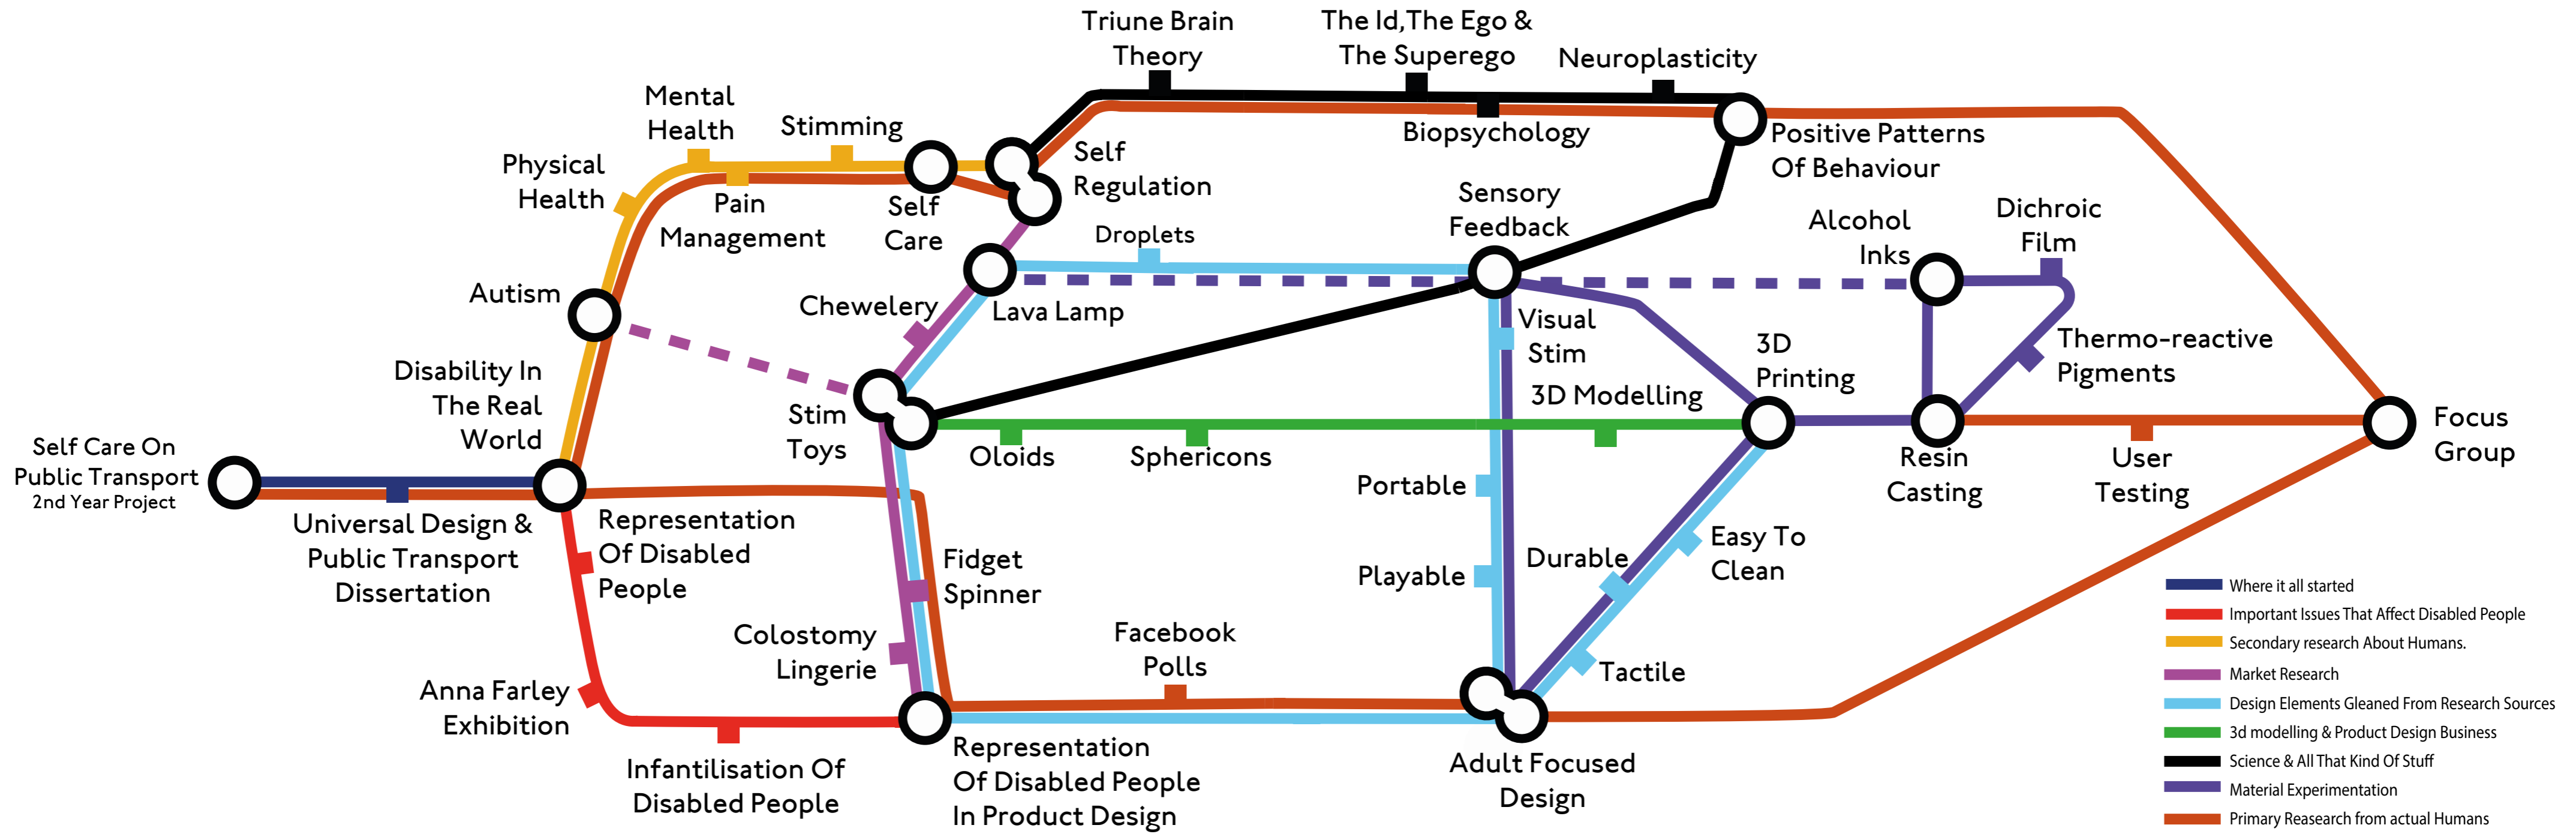 Triune Brain
Theory
The Id,The Ego &
The Superego
Neuroplasticity
Mental
Health
Stimming
Biopsychology
Positive Patterns
Of Behaviour
Physical
Health
Self
Regulation
Pain
Management
Self
Care
Sensory
Feedback
Droplets
Alcohol
Inks
Dichroic
Film
Autism
Chewelery
Lava Lamp
Visual
Stim
3D
Printing
Thermo-reactive
Pigments
Disability In
The Real
World
Stim
Toys
3D Modelling
Self Care On
Public Transport
2nd Year Project
Oloids
Sphericons
Resin
Casting
User
Testing
Focus
Group
Portable
Universal Design &
Public Transport
Dissertation
Representation
Of Disabled
People
Fidget
Spinner
Playable
Durable
Easy To
Clean
Colostomy
Lingerie
Facebook
Polls
Tactile
Anna Farley
Exhibition
Infantilisation Of
Disabled People
Representation
Of Disabled People
In Product Design
Adult Focused
Design
Where it all started
Important Issues That Affect Disabled People
Secondary research About Humans.
Market Research
Design Elements Gleaned From Research Sources
3d modelling & Product Design Business
Science & All That Kind Of Stuff
Material Experimentation
Primary Reasearch from actual Humans